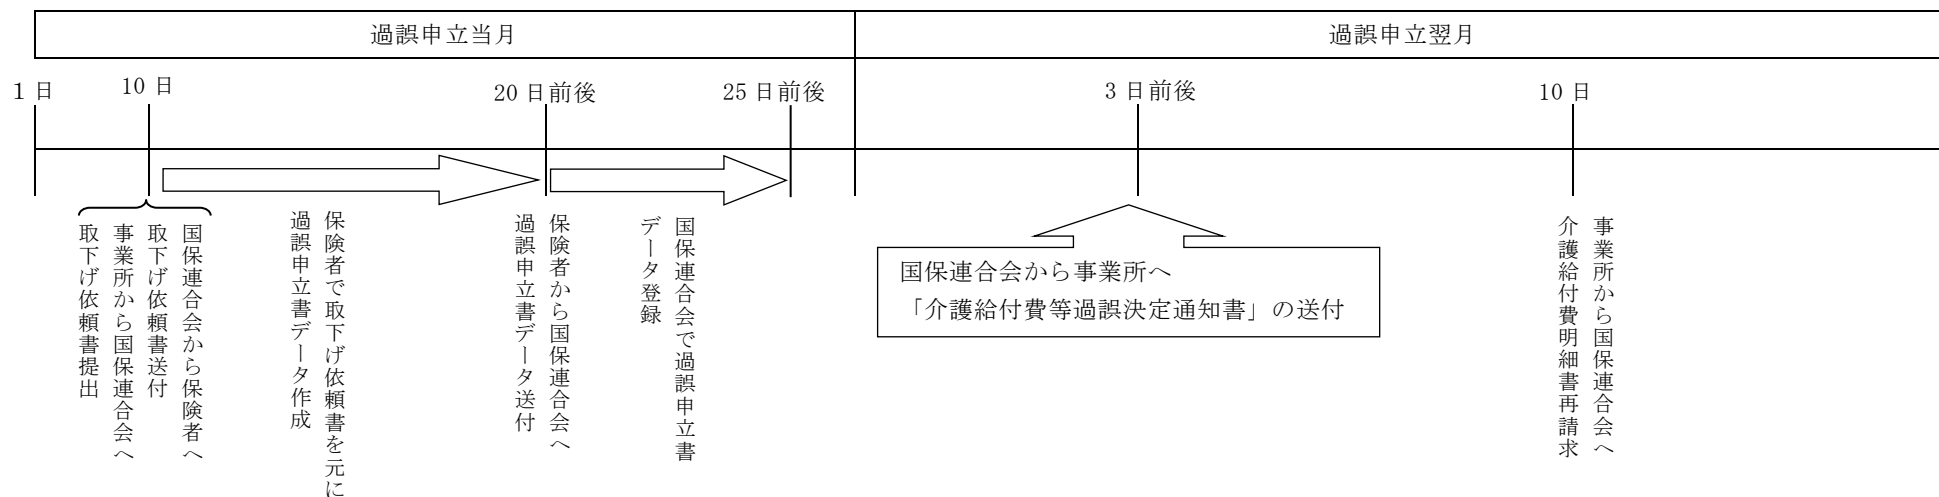 過誤申立当月
過誤申立翌月
1日
10日
20日前後
25日前後
3日前後
10日
国保連合会から保険者へ
取下げ依頼書送付
事業所から国保連合会へ
取下げ依頼書提出
保険者で取下げ依頼書を元に
過誤申立書データ作成
保険者から国保連合会へ
過誤申立書データ送付
国保連合会で過誤申立書
データ登録
国保連合会から事業所へ
「介護給付費等過誤決定通知書」の送付
事業所から国保連合会へ
介護給付費明細書再請求